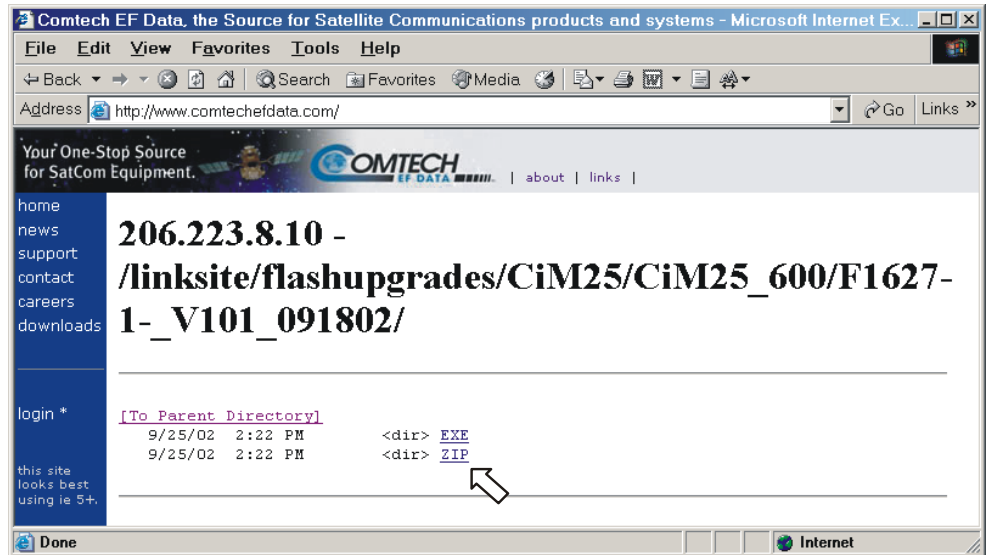 Comtech EF Data, the Source for Satellite Communications products and systems - Microsoft Internet Ex...
File Edit View Favorites Tools Help
Back Search Favorites Media
Address http://www.comtechefdata.com/ Go Links »
Your One-Stop Source
for SatCom Equipment.
COMTECH
EF DATA
| about | links |
home
news
support
contact
careers
downloads
login *
this site
looks best
using ie 5+.
206.223.8.10 -
/linksite/flashupgrades/CiM25/CiM25_600/F1627-
1-_V101_091802/
[To Parent Directory]
9/25/02 2:22 PM <dir> EXE
9/25/02 2:22 PM <dir> ZIP
Done Internet